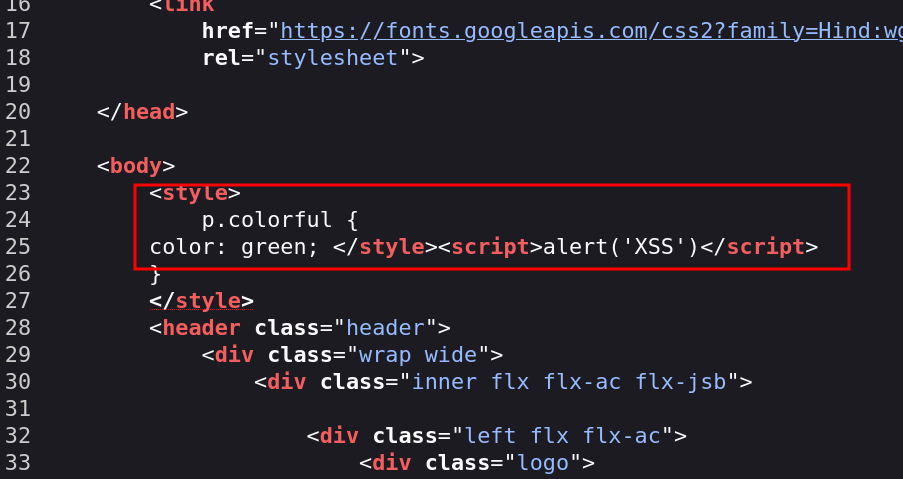 16 <link
17 href="https://fonts.googleapis.com/css2?family=Hind:wg
18 rel="stylesheet">
19
20 </head>
21
22 <body>
23 <style>
24 p.colorful {
25 color: green; </style><script>alert('XSS')</script>
26 }
27 </style>
28 <header class="header">
29 <div class="wrap wide">
30 <div class="inner flx flx-ac flx-jsb">
31
32 <div class="left flx flx-ac">
33 <div class="logo">